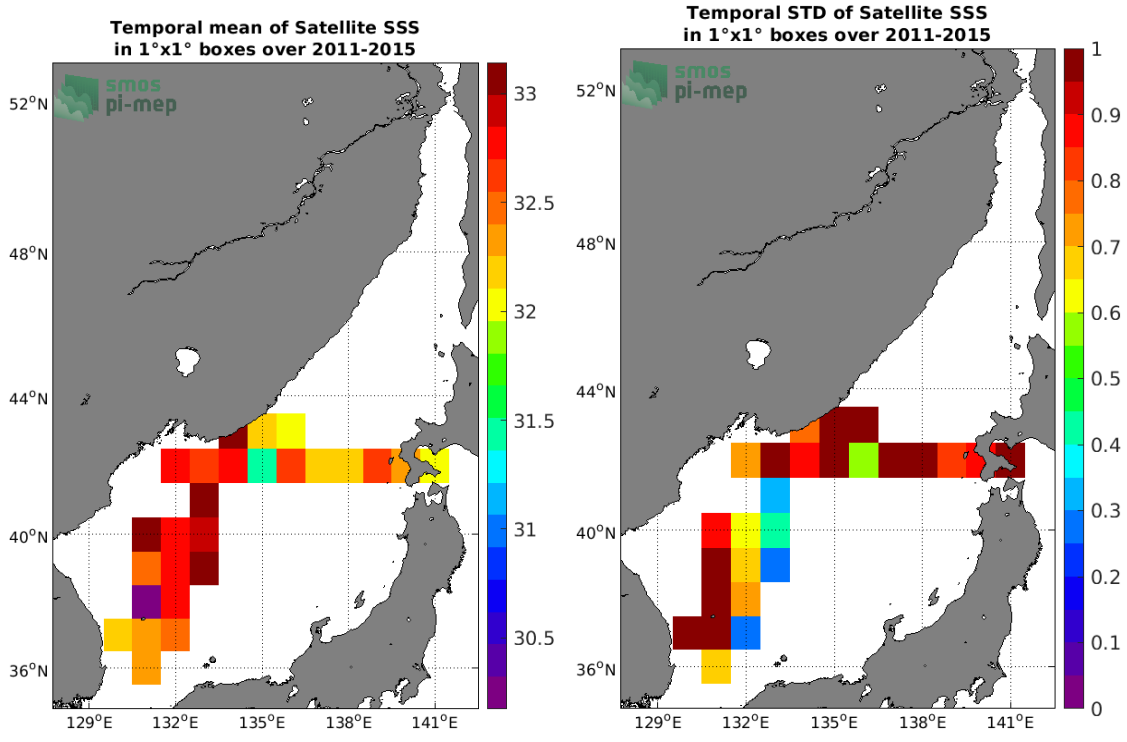 Temporal mean of Satellite SSS
in 1°x1° boxes over 2011-2015
smos
pi-mep
52°N
48°N
44°N
40°N
36°N
129°E
132°E
135°E
138°E
141°E
33
32.5
32
31.5
31
30.5
Temporal STD of Satellite SSS
in 1°x1° boxes over 2011-2015
smos
pi-mep
52°N
48°N
44°N
40°N
36°N
129°E
132°E
135°E
138°E
141°E
1
0.9
0.8
0.7
0.6
0.5
0.4
0.3
0.2
0.1
0